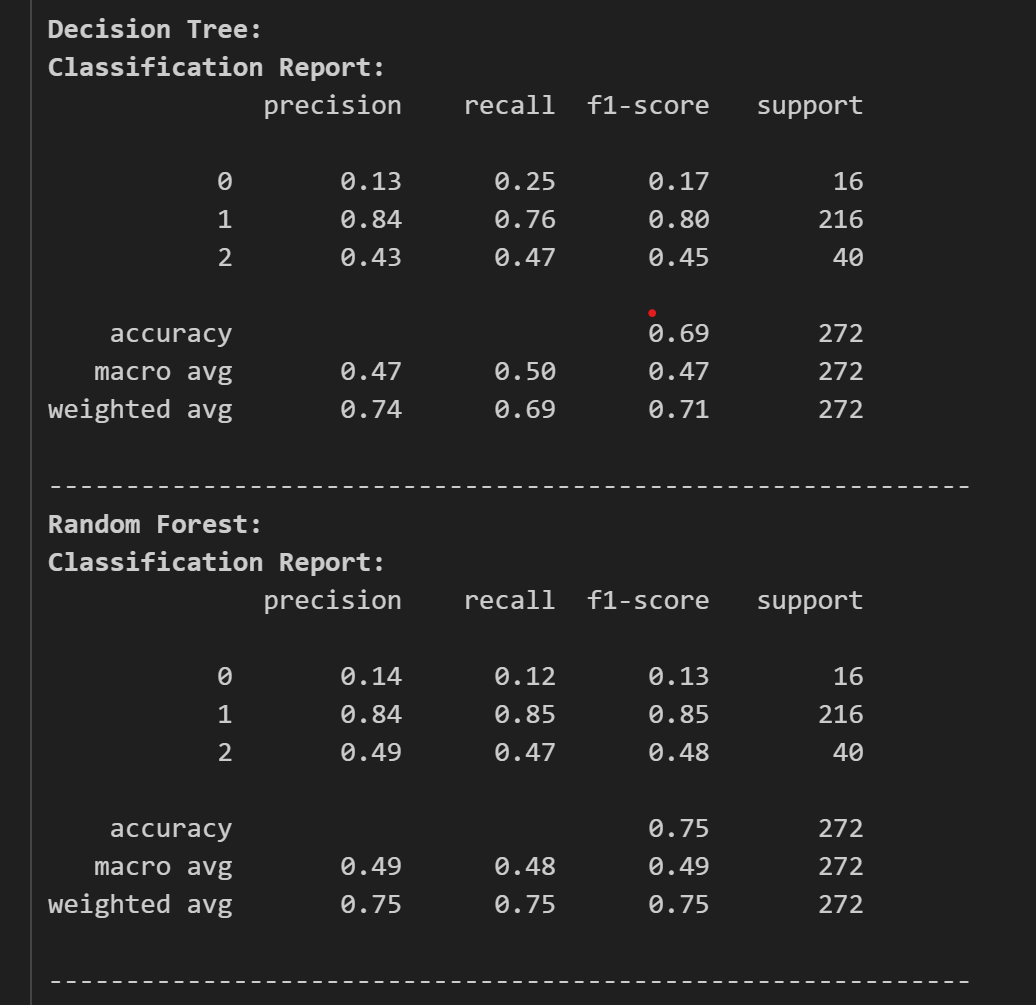 Decision Tree:
Classification Report:
precision recall f1-score support
0 0.13 0.25 0.17 16
1 0.84 0.76 0.80 216
2 0.43 0.47 0.45 40
accuracy 0.69 272
macro avg 0.47 0.50 0.47 272
weighted avg 0.74 0.69 0.71 272
------------------------------------------------------------
Random Forest:
Classification Report:
precision recall f1-score support
0 0.14 0.12 0.13 16
1 0.84 0.85 0.85 216
2 0.49 0.47 0.48 40
accuracy 0.75 272
macro avg 0.49 0.48 0.49 272
weighted avg 0.75 0.75 0.75 272
------------------------------------------------------------